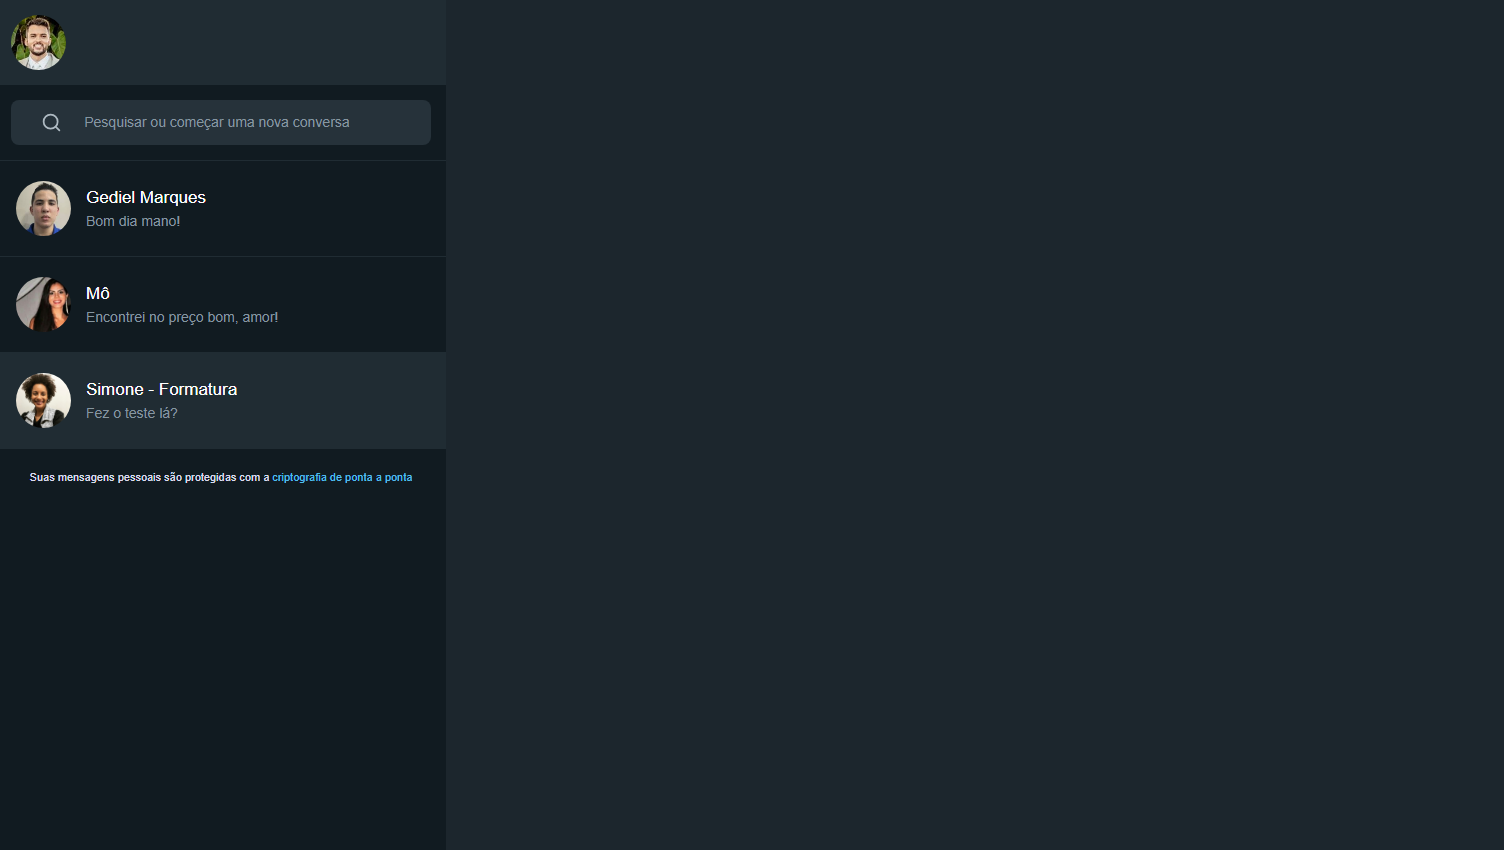 Pesquisar ou começar uma nova conversa
Gediel Marques
Bom dia mano!
Mô
Encontrei no preço bom, amor!
Simone - Formatura
Fez o teste lá?
Suas mensagens pessoais são protegidas com a criptografia de ponta a ponta